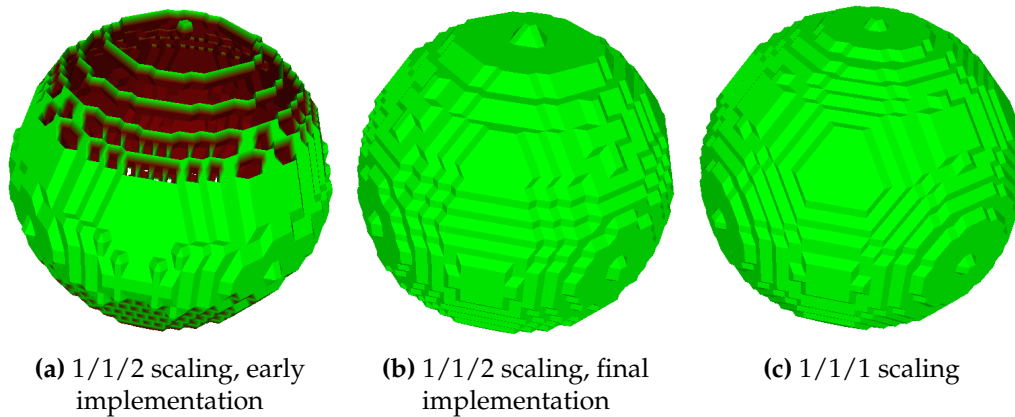 (a) 1/1/2 scaling, early
implementation
(b) 1/1/2 scaling, final
implementation
(c) 1/1/1 scaling